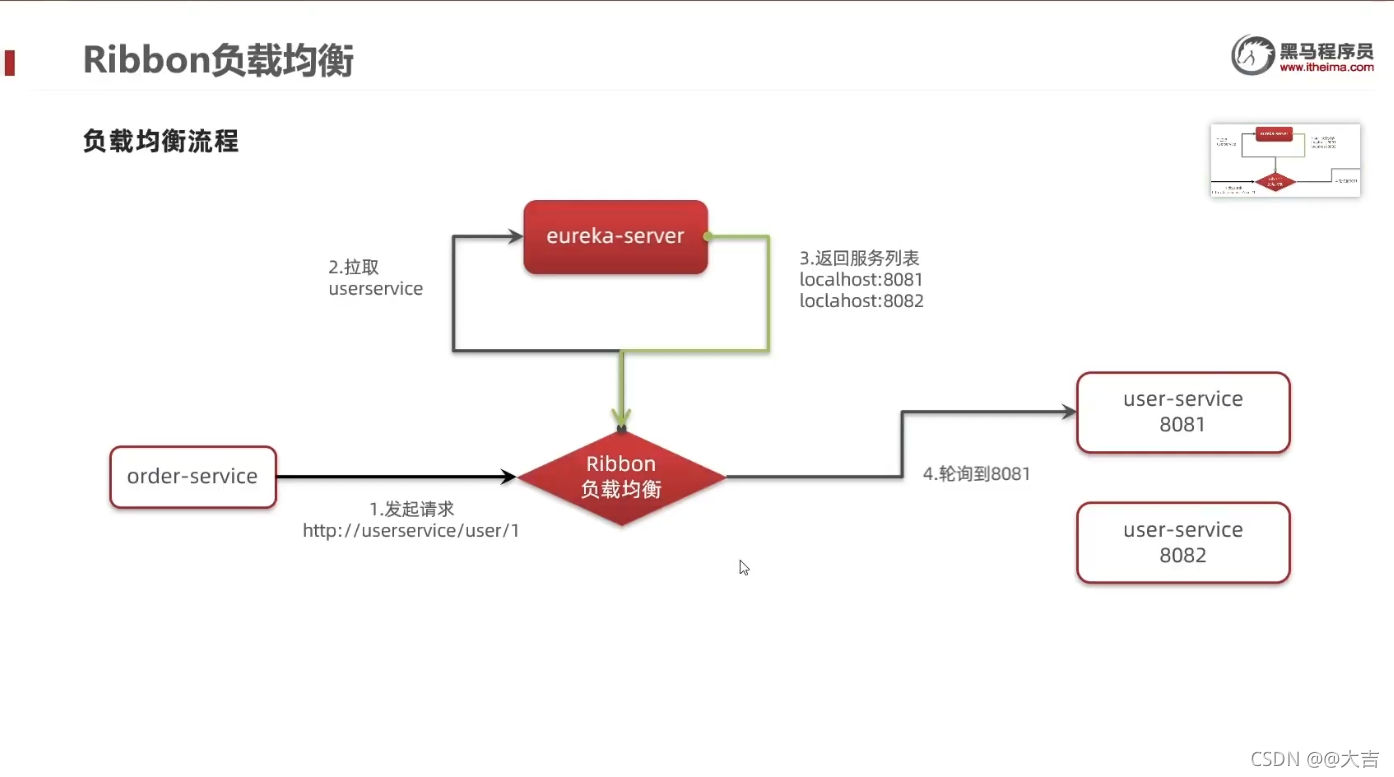 Ribbon负载均衡
黑马程序员
www.itheima.com
负载均衡流程
eureka-server
2.拉取
userservice
3.返回服务列表
localhost:8081
loclahost:8082
user-service
8081
order-service
Ribbon
负载均衡
4.轮询到8081
1.发起请求
http://userservice/user/1
user-service
8082
CSDN @@大吉